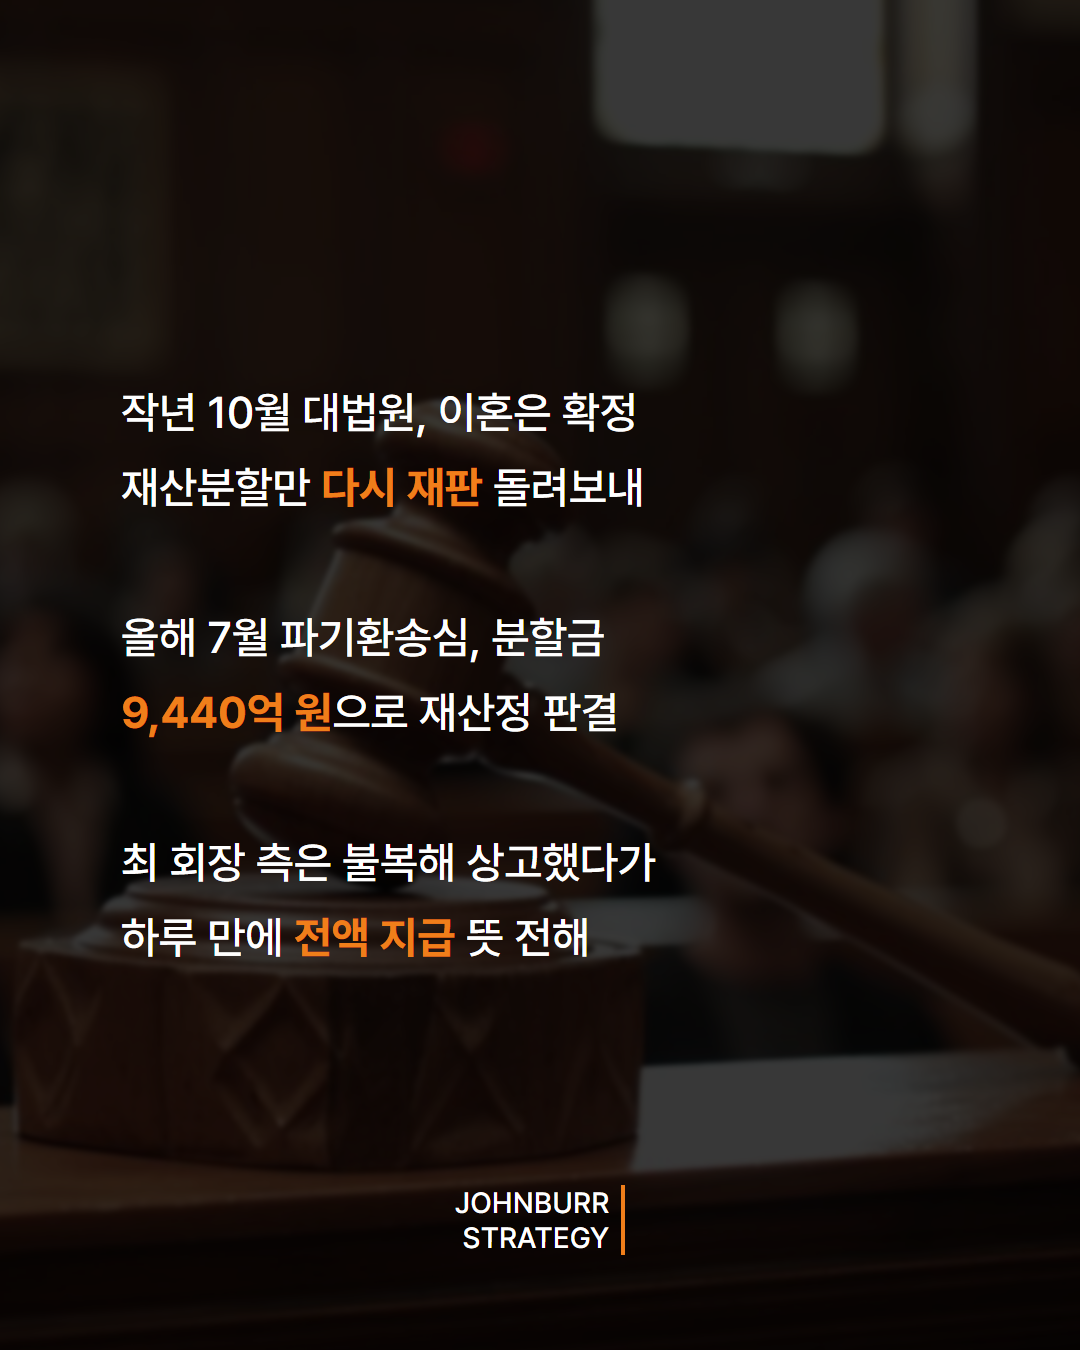 작년 10월 대법원, 이혼은 확정
재산분할만 다시 재판 돌려보내
올해 7월 파기환송심, 분할금
9,440억 원으로 재산정 판결
최 회장 측은 불복해 상고했다가
하루 만에 전액 지급 뜻 전해
JOHNBURR
STRATEGY